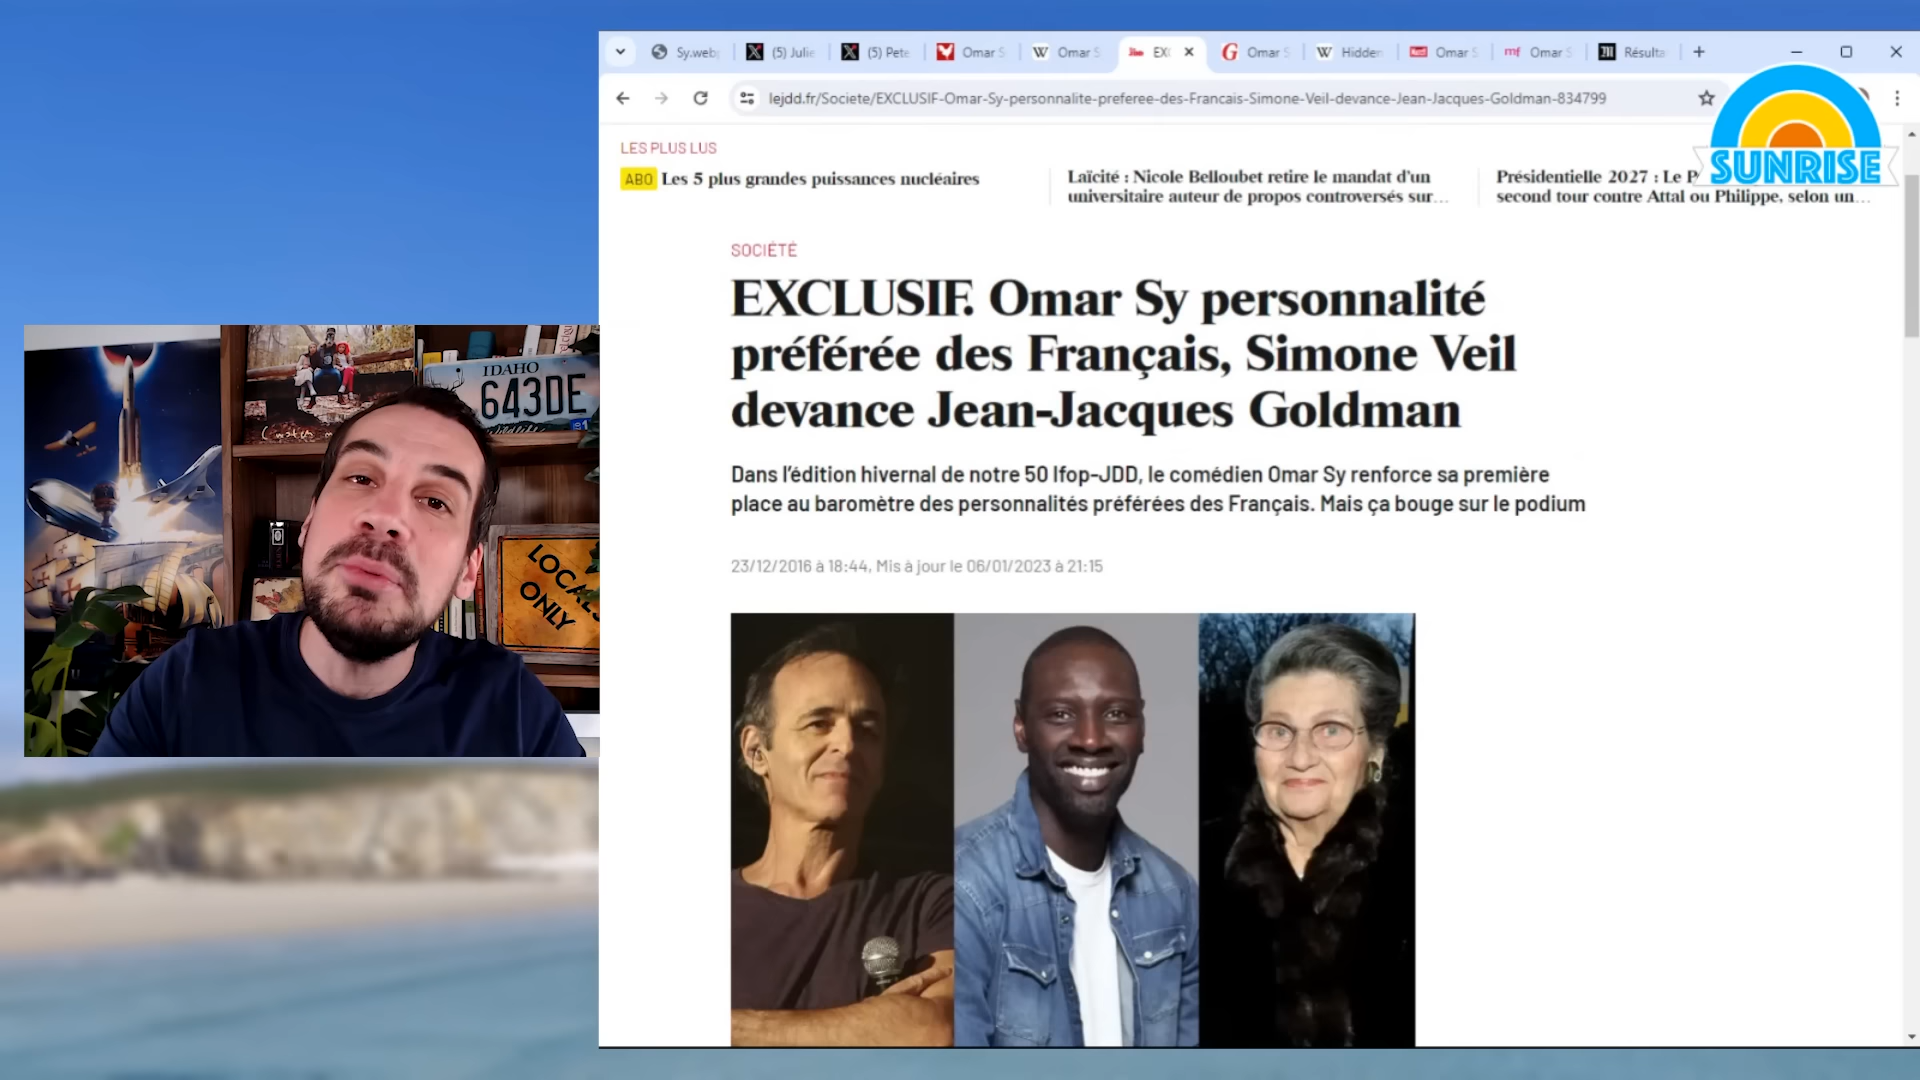 Sy.web
(5) Julie
(5) Pete
Omar S
W Omar S
EXC
G Omar S
W Hidden
Omar S
mf Omar S
Résulta
lejdd.fr/Societe/EXCLUSIF-Omar-Sy-personnalite-preferee-des-Francais-Simone-Veil-devance-Jean-Jacques-Goldman-834799
SUNRISE
LES PLUS LUS
ABO Les 5 plus grandes puissances nucléaires
Laïcité : Nicole Belloubet retire le mandat d'un
universitaire auteur de propos controversés sur...
Présidentielle 2027 : Le P
second tour contre Attal ou Philippe, selon un...
SOCIÉTÉ
EXCLUSIF. Omar Sy personnalité
préférée des Français, Simone Veil
devance Jean-Jacques Goldman
Dans l'édition hivernal de notre 50 Ifop-JDD, le comédien Omar Sy renforce sa première
place au baromètre des personnalités préférées des Français. Mais ça bouge sur le podium
23/12/2016 à 18:44, Mis à jour le 06/01/2023 à 21:15
IDAHO
643DE
LOCALS
ONLY